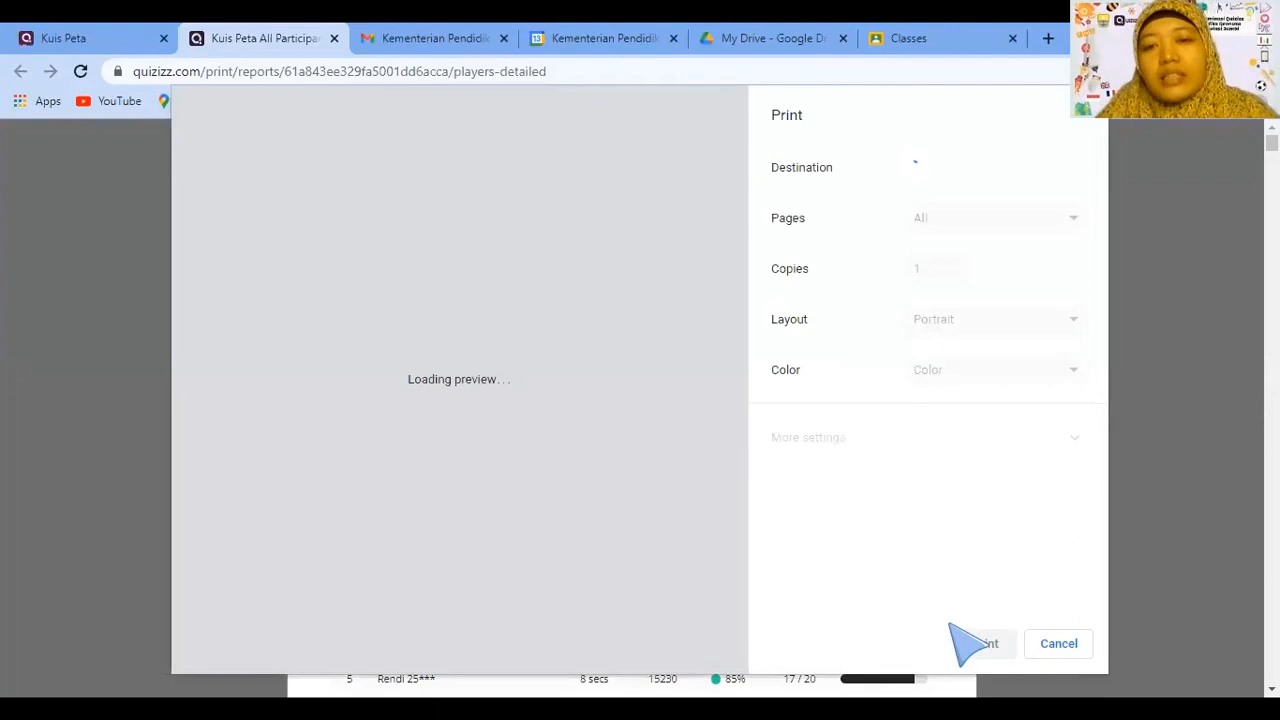 Kuis Peta
Kuis Peta All Participa
Kementerian Pendidik
13
Kementerian Pendidik
My Drive - Google D
Classes
quizizz.com/print/reports/61a843ee329fa5001dd6acca/players-detailed
Apps
YouTube
Print
Destination
Pages
All
Copies
1
Layout
Portrait
Loading preview...
Color
Color
More settings
Cancel
5 Rendi 25*** 8 secs 15230 85% 17 / 20